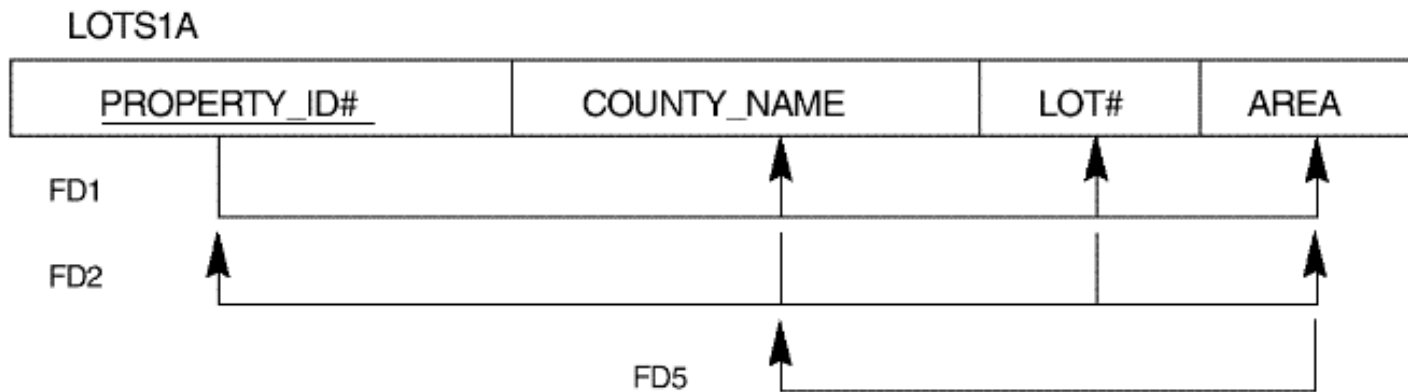 LOTS1A
PROPERTY_ID# COUNTY_NAME LOT# AREA
FD1
FD2
FD5